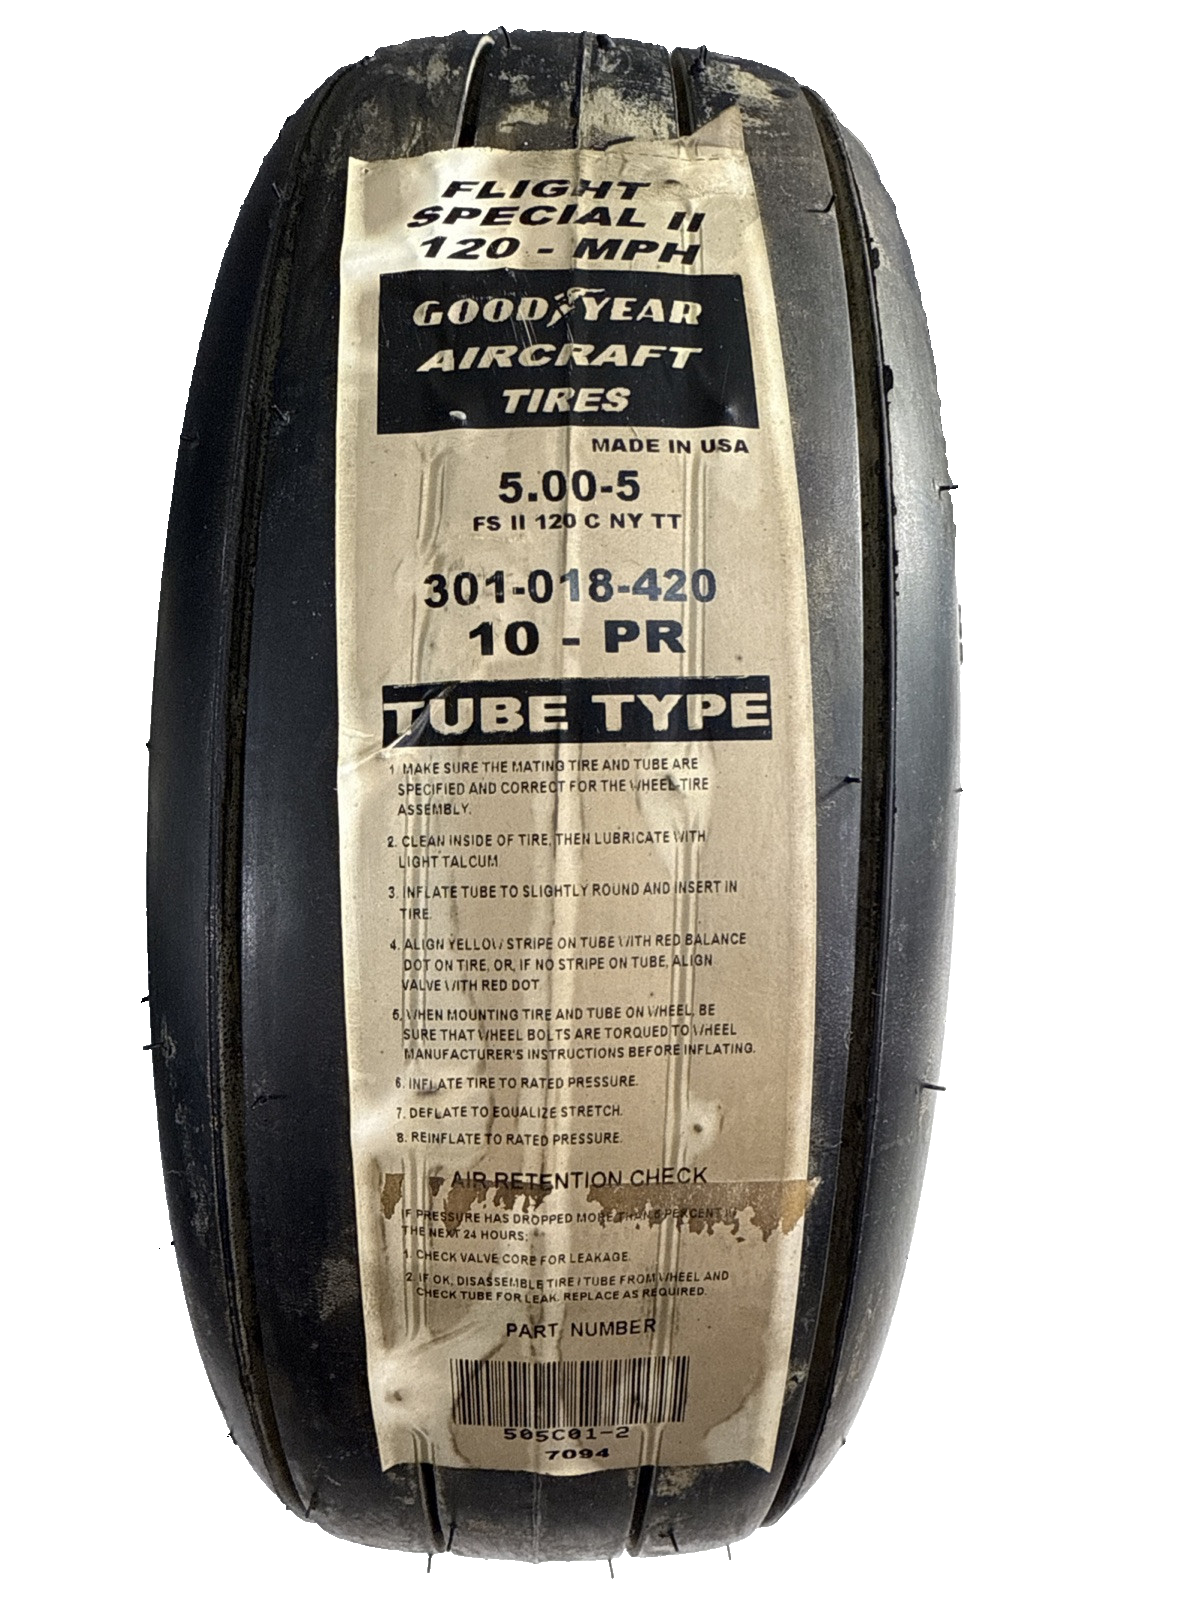 FLIGHT
SPECIAL II
120 - MPH
GOODYEAR
AIRCRAFT
TIRES
MADE IN USA
5.00-5
FS II 120 C NY TT
301-018-420
10 - PR
TUBE TYPE
1. MAKE SURE THE MATING TIRE AND TUBE ARE
SPECIFIED AND CORRECT FOR THE WHEEL-TIRE
ASSEMBLY.
2. CLEAN INSIDE OF TIRE, THEN LUBRICATE WITH
LIGHT TALCUM
3. INFLATE TUBE TO SLIGHTLY ROUND AND INSERT IN
TIRE.
4. ALIGN YELLOW STRIPE ON TUBE WITH RED BALANCE
DOT ON TIRE, OR, IF NO STRIPE ON TUBE, ALIGN
VALVE WITH RED DOT
5. WHEN MOUNTING TIRE AND TUBE ON WHEEL, BE
SURE THAT WHEEL BOLTS ARE TORQUED TO WHEEL
MANUFACTURER'S INSTRUCTIONS BEFORE INFLATING.
6. INFLATE TIRE TO RATED PRESSURE.
7. DEFLATE TO EQUALIZE STRETCH.
8. REINFLATE TO RATED PRESSURE.
AIR RETENTION CHECK
IF PRESSURE HAS DROPPED MORE THAN 5 PERCENT IN
THE NEXT 24 HOURS:
1. CHECK VALVE CORE FOR LEAKAGE.
2. IF OK, DISASSEMBLE TIRE / TUBE FROM WHEEL AND
CHECK TUBE FOR LEAK. REPLACE AS REQUIRED.
PART NUMBER
505C01-2
7094